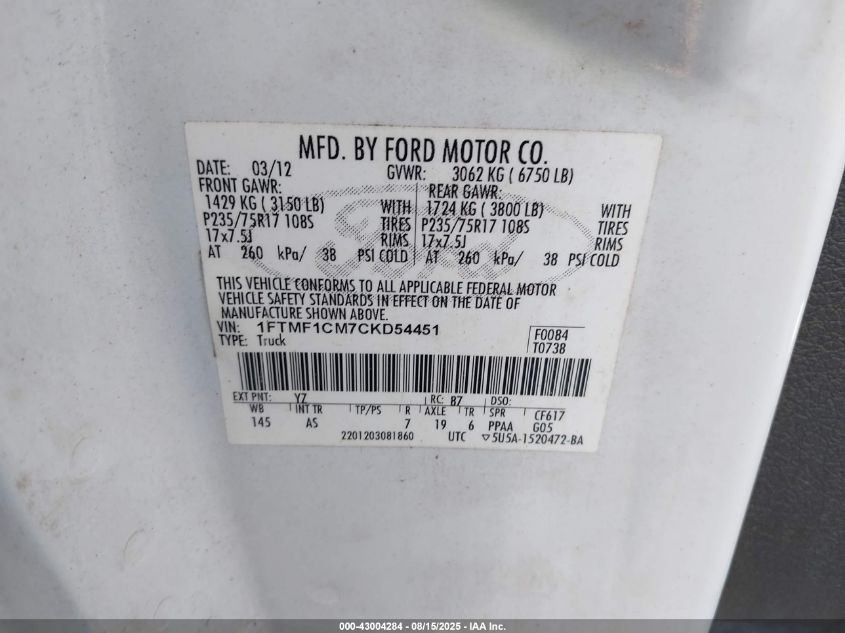 MFD. BY FORD MOTOR CO.
DATE: 03/12 GVWR: 3062 KG ( 6750 LB)
FRONT GAWR: REAR GAWR:
1429 KG ( 3150 LB) WITH 1724 KG ( 3800 LB) WITH
P235/75R17 108S TIRES P235/75R17 108S TIRES
17x7.5J RIMS 17x7.5J RIMS
AT 260 kPa/ 38 PSI COLD AT 260 kPa/ 38 PSI COLD
Ford
THIS VEHICLE CONFORMS TO ALL APPLICABLE FEDERAL MOTOR
VEHICLE SAFETY STANDARDS IN EFFECT ON THE DATE OF
MANUFACTURE SHOWN ABOVE.
VIN: 1FTMF1CM7CKD54451 F0084
TYPE: Truck T0738
EXT PNT: YZ RC: 87 DSO:
WB INT TR TP/PS R AXLE TR SPR CF617
145 AS 7 19 6 PPAA G05
2201203081860 UTC ▽5U5A-1520472-BA
000-43004284 - 08/15/2025 - IAA Inc.